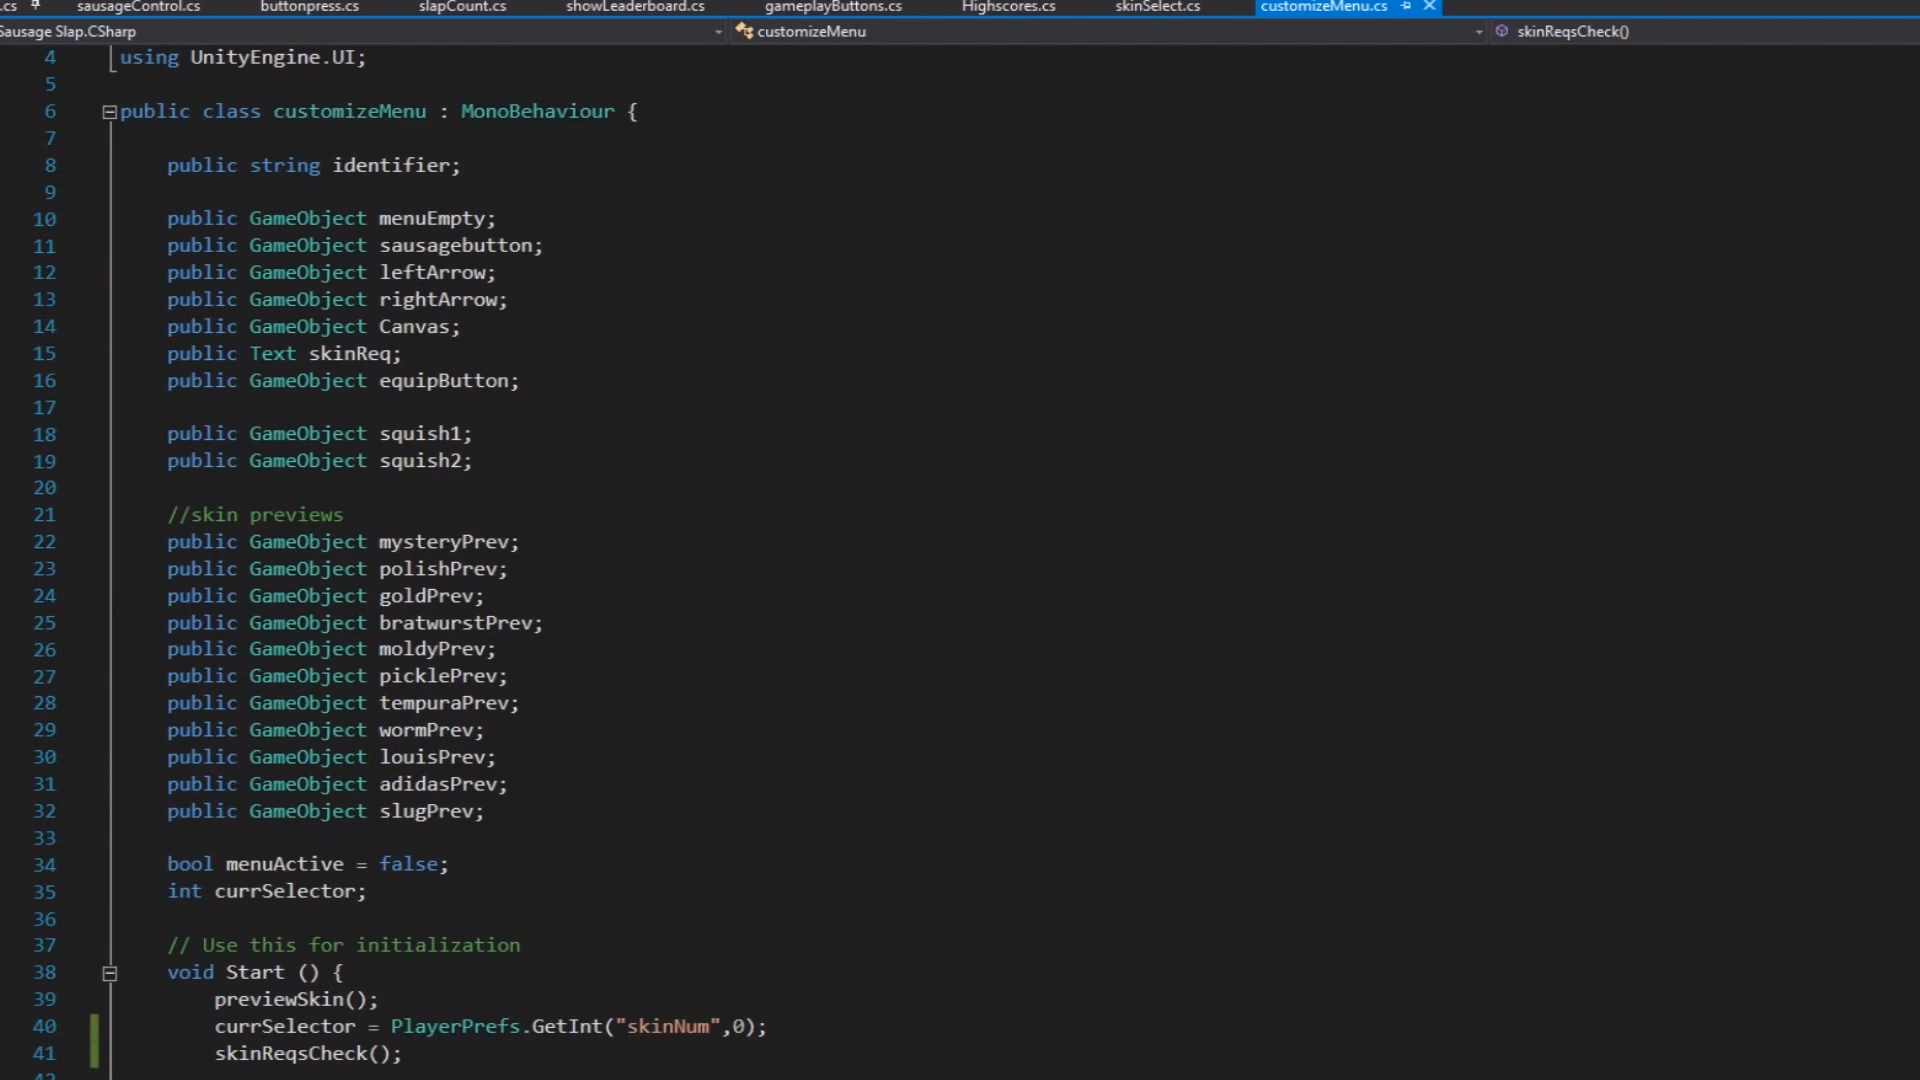 .cs sausageControl.cs buttonpress.cs slapCount.cs showLeaderboard.cs gameplayButtons.cs Highscores.cs skinSelect.cs customizeMenu.cs
Sausage Slap.CSharp customizeMenu skinReqsCheck()
4 using UnityEngine.UI;
5
6 public class customizeMenu : MonoBehaviour {
7
8 public string identifier;
9
10 public GameObject menuEmpty;
11 public GameObject sausagebutton;
12 public GameObject leftArrow;
13 public GameObject rightArrow;
14 public GameObject Canvas;
15 public Text skinReq;
16 public GameObject equipButton;
17
18 public GameObject squish1;
19 public GameObject squish2;
20
21 //skin previews
22 public GameObject mysteryPrev;
23 public GameObject polishPrev;
24 public GameObject goldPrev;
25 public GameObject bratwurstPrev;
26 public GameObject moldyPrev;
27 public GameObject picklePrev;
28 public GameObject tempuraPrev;
29 public GameObject wormPrev;
30 public GameObject louisPrev;
31 public GameObject adidasPrev;
32 public GameObject slugPrev;
33
34 bool menuActive = false;
35 int currSelector;
36
37 // Use this for initialization
38 void Start () {
39 previewSkin();
40 currSelector = PlayerPrefs.GetInt("skinNum",0);
41 skinReqsCheck();